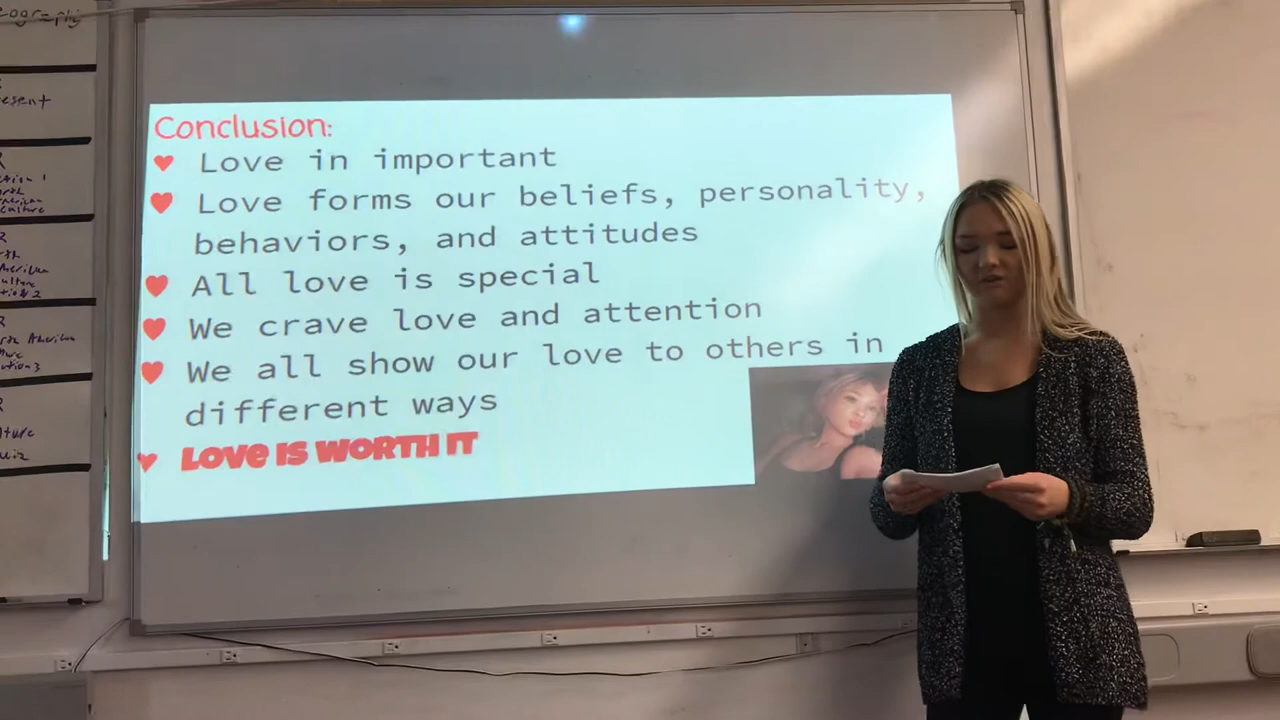 Conclusion:
Love in important
Love forms our beliefs, personality,
behaviors, and attitudes
All love is special
We crave love and attention
We all show our love to others in
different ways
LOVE IS WORTH IT
esent